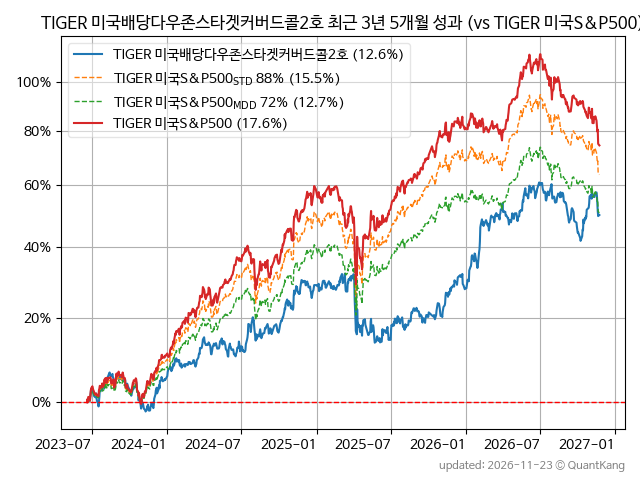 TIGER 미국배당다우존스타겟커버드콜2호 최근 3년 5개월 성과 (vs TIGER 미국S&P500)
TIGER 미국배당다우존스타겟커버드콜2호 (12.6%)
TIGER 미국S&P500STD 88% (15.5%)
TIGER 미국S&P500MDD 72% (12.7%)
TIGER 미국S&P500 (17.6%)
100%
80%
60%
40%
20%
0%
2023-07 2024-01 2024-07 2025-01 2025-07 2026-01 2026-07 2027-01
updated: 2026-11-23 © QuantKang